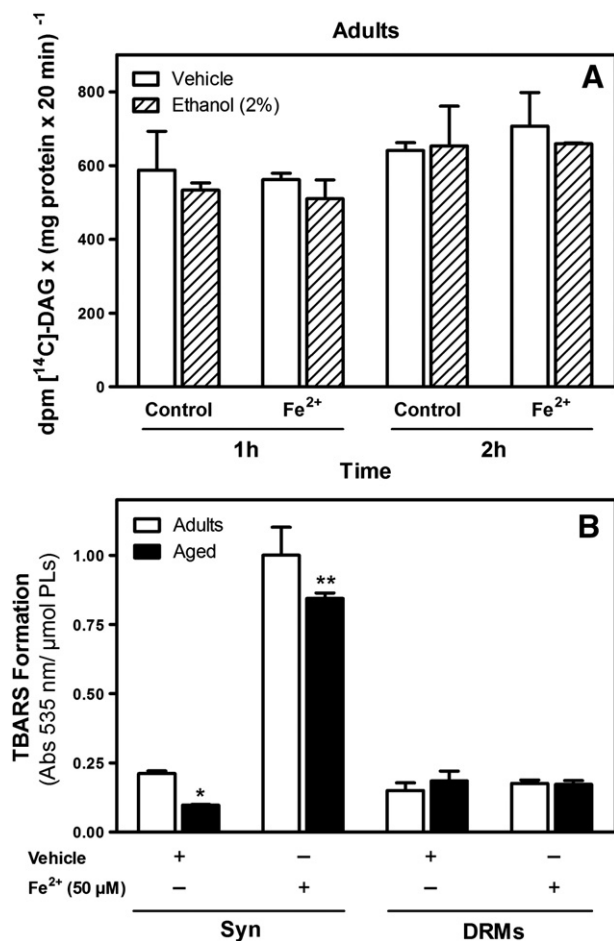 Adults
A
Vehicle
Ethanol (2%)
dpm [¹⁴C]-DAG x (mg protein x 20 min) ⁻¹
800
600
400
200
0
Control Fe²⁺ Control Fe²⁺
1h 2h
Time
B
Adults
Aged
TBARS Formation
(Abs 535 nm/ µmol PLs)
1.00
0.75
0.50
0.25
0.00
*
**
Vehicle + – + –
Fe²⁺ (50 µM) – + – +
Syn DRMs